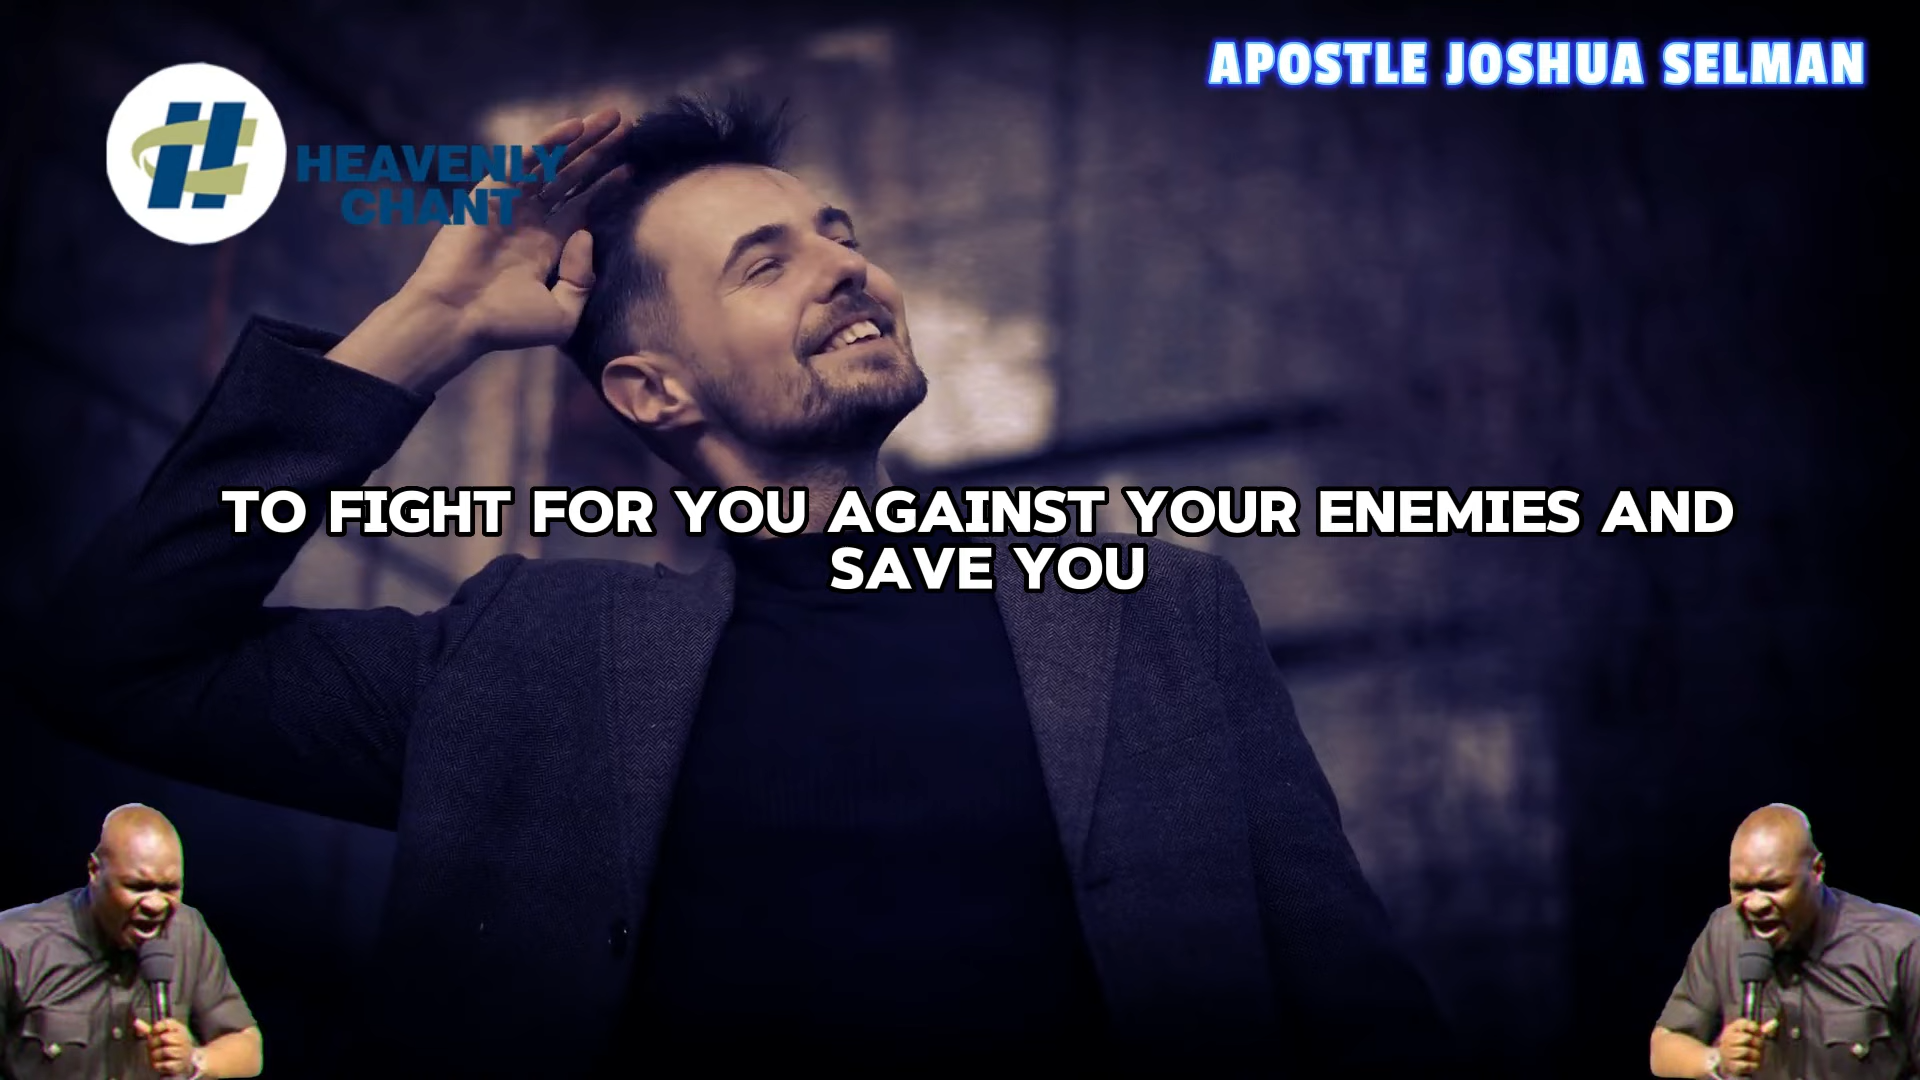 APOSTLE JOSHUA SELMAN
HEAVENLY
CHANT
TO FIGHT FOR YOU AGAINST YOUR ENEMIES AND
SAVE YOU